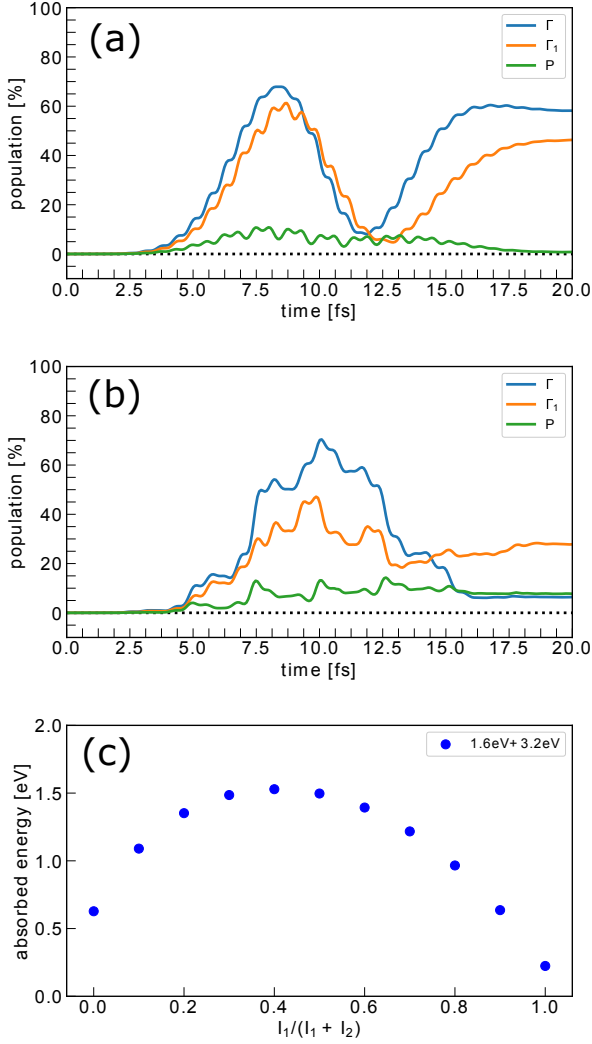 (a)
Γ
Γ₁
P
population [%]
100
80
60
40
20
0
0.0 2.5 5.0 7.5 10.0 12.5 15.0 17.5 20.0
time [fs]
(b)
Γ
Γ₁
P
population [%]
100
80
60
40
20
0
0.0 2.5 5.0 7.5 10.0 12.5 15.0 17.5 20.0
time [fs]
(c)
1.6eV+3.2eV
absorbed energy [eV]
2.0
1.5
1.0
0.5
0.0
0.0 0.2 0.4 0.6 0.8 1.0
I₁/(I₁ + I₂)